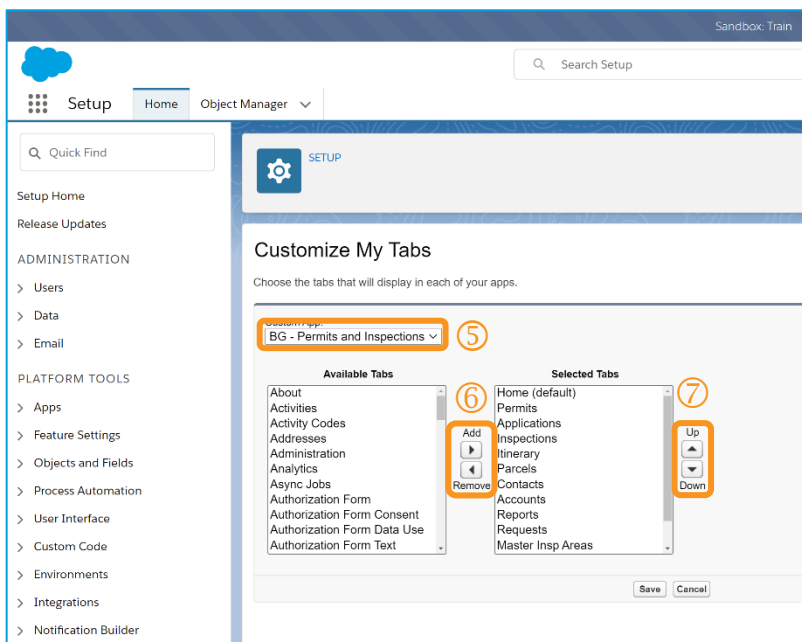 Sandbox: Train
Search Setup
Setup
Home
Object Manager
Quick Find
SETUP
Setup Home
Release Updates
ADMINISTRATION
Users
Data
Email
PLATFORM TOOLS
Apps
Feature Settings
Objects and Fields
Process Automation
User Interface
Custom Code
Environments
Integrations
Notification Builder
Customize My Tabs
Choose the tabs that will display in each of your apps.
Custom App:
BG - Permits and Inspections
⑤
Available Tabs
About
Activities
Activity Codes
Addresses
Administration
Analytics
Async Jobs
Authorization Form
Authorization Form Consent
Authorization Form Data Use
Authorization Form Text
⑥
Add
Remove
Selected Tabs
Home (default)
Permits
Applications
Inspections
Itinerary
Parcels
Contacts
Accounts
Reports
Requests
Master Insp Areas
⑦
Up
Down
Save
Cancel